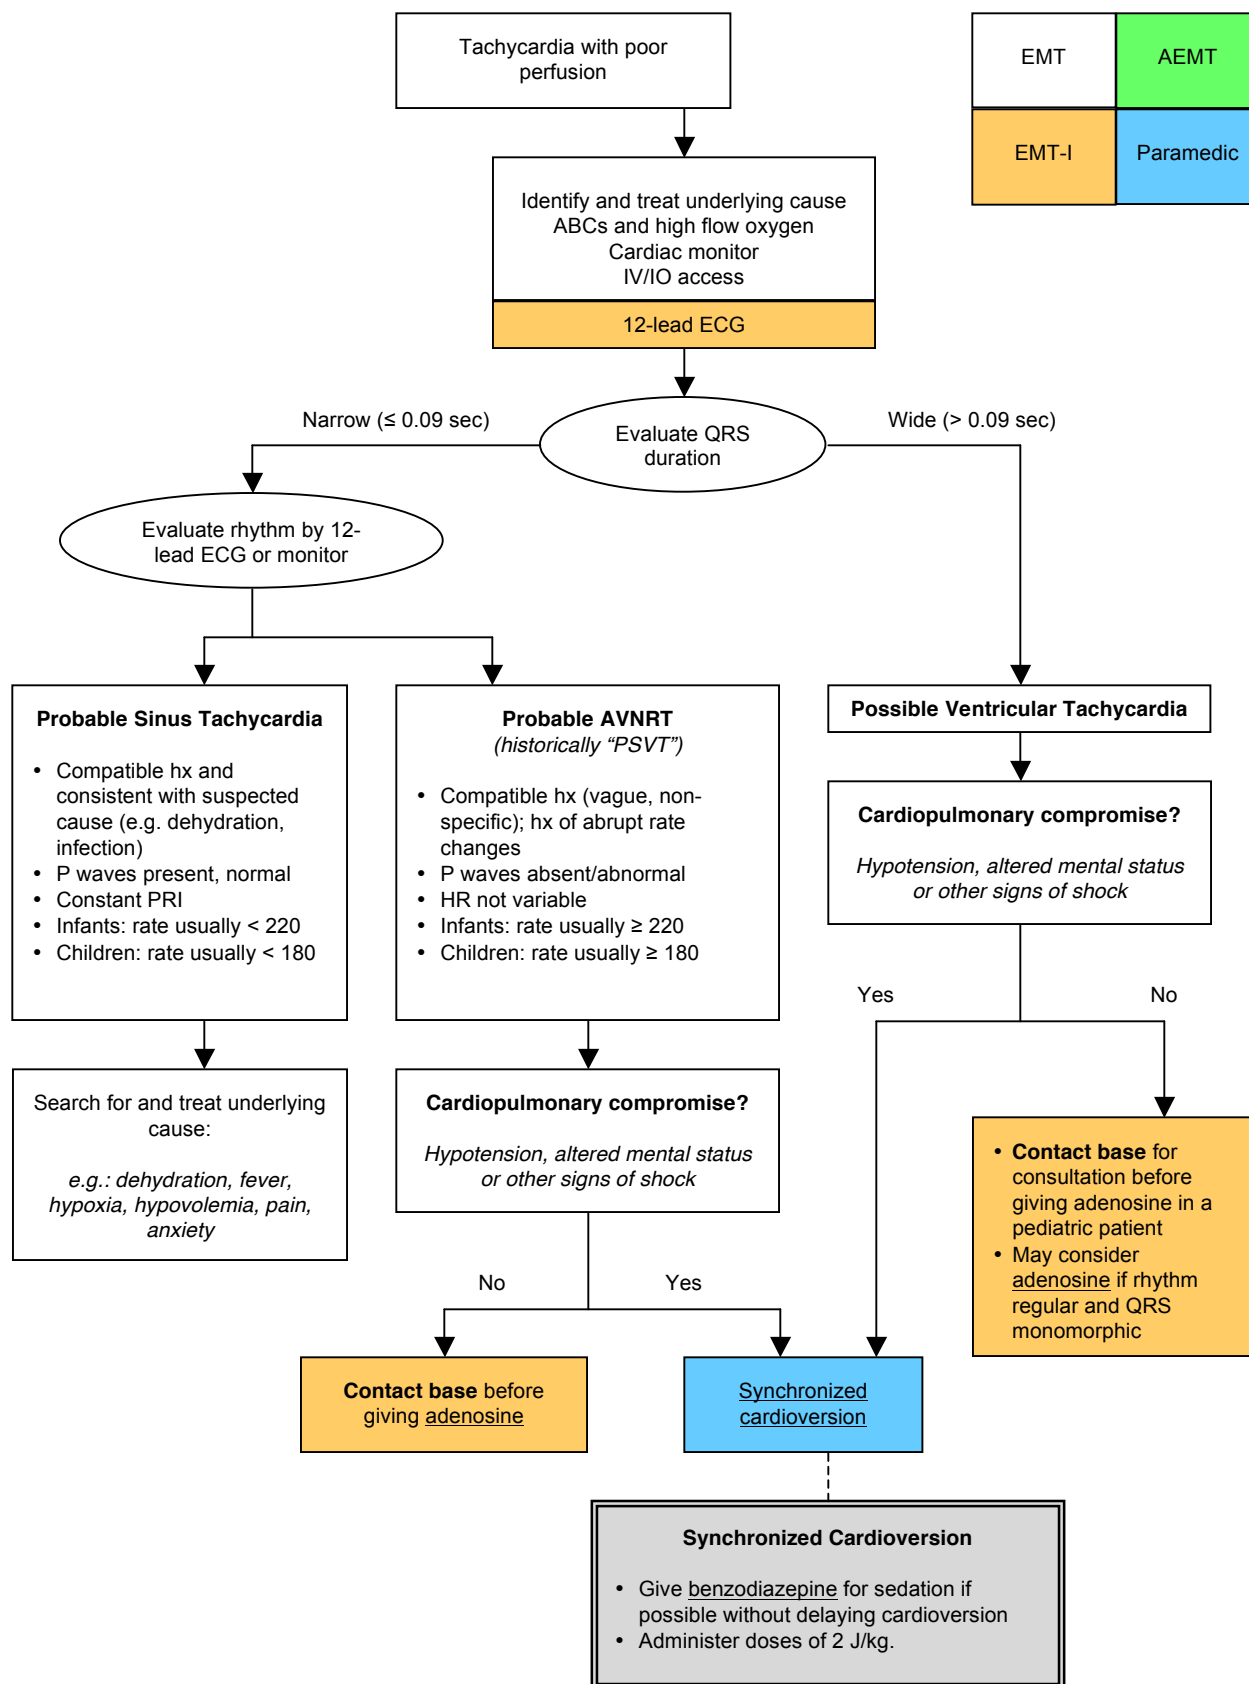 Tachycardia with poor
perfusion
EMT
AEMT
EMT-I
Paramedic
Identify and treat underlying cause
ABCs and high flow oxygen
Cardiac monitor
IV/IO access
12-lead ECG
Narrow (≤ 0.09 sec)
Evaluate QRS
duration
Wide (> 0.09 sec)
Evaluate rhythm by 12-
lead ECG or monitor
Probable Sinus Tachycardia
• Compatible hx and
consistent with suspected
cause (e.g. dehydration,
infection)
• P waves present, normal
• Constant PRI
• Infants: rate usually < 220
• Children: rate usually < 180
Probable AVNRT
(historically “PSVT”)
• Compatible hx (vague, non-
specific); hx of abrupt rate
changes
• P waves absent/abnormal
• HR not variable
• Infants: rate usually ≥ 220
• Children: rate usually ≥ 180
Possible Ventricular Tachycardia
Cardiopulmonary compromise?
Hypotension, altered mental status
or other signs of shock
Yes
No
Search for and treat underlying
cause:
e.g.: dehydration, fever,
hypoxia, hypovolemia, pain,
anxiety
Cardiopulmonary compromise?
Hypotension, altered mental status
or other signs of shock
No
Yes
• Contact base for
consultation before
giving adenosine in a
pediatric patient
• May consider
adenosine if rhythm
regular and QRS
monomorphic
Contact base before
giving adenosine
Synchronized
cardioversion
Synchronized Cardioversion
• Give benzodiazepine for sedation if
possible without delaying cardioversion
• Administer doses of 2 J/kg.